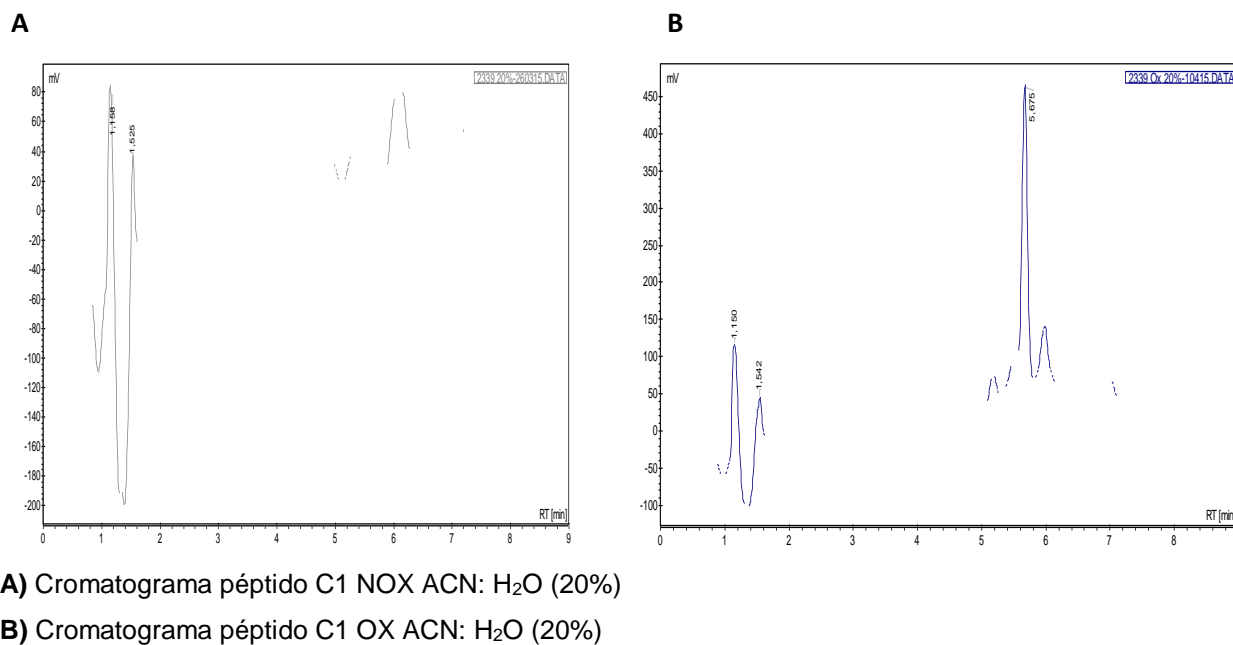 A
B
mV
2339 20%-260315.DATA
80
60
40
20
0
-20
-40
-60
-80
-100
-120
-140
-160
-180
-200
1,158
1,525
RT [min]
0 1 2 3 4 5 6 7 8 9
mV
2339 Ox 20%-10415.DATA
450
400
350
300
250
200
150
100
50
0
-50
-100
1,150
1,542
5,675
RT [min]
0 1 2 3 4 5 6 7 8
A) Cromatograma péptido C1 NOX ACN: H₂O (20%)
B) Cromatograma péptido C1 OX ACN: H₂O (20%)